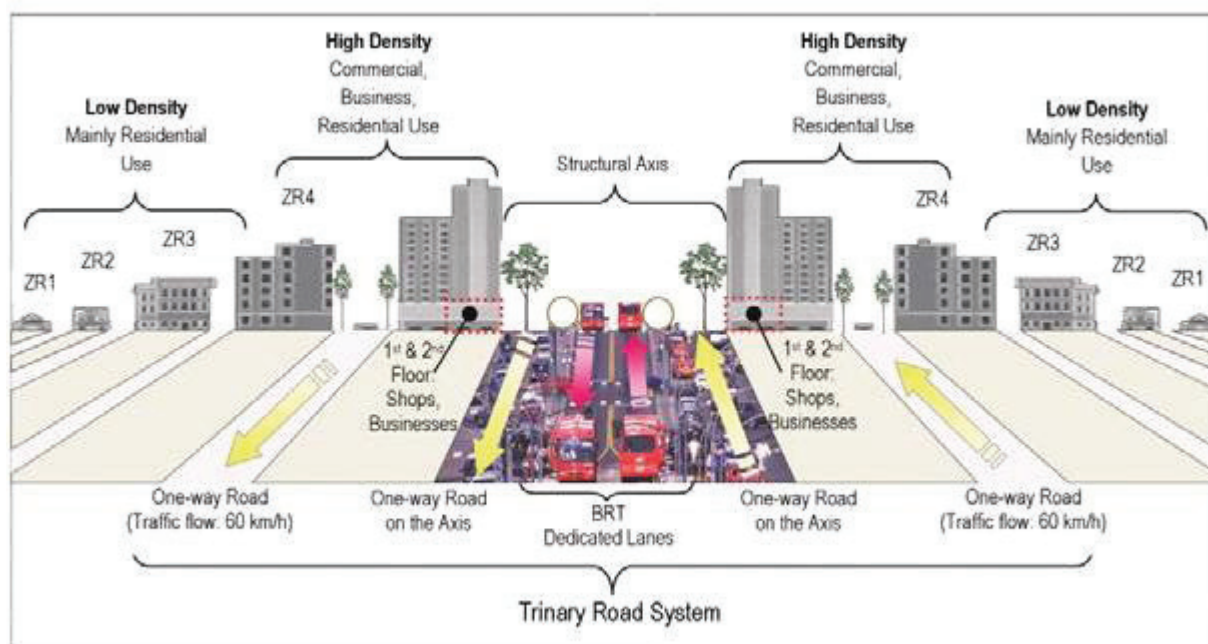 High Density
Commercial,
Business,
Residential Use
High Density
Commercial,
Business,
Residential Use
Low Density
Mainly Residential
Use
Low Density
Mainly Residential
Use
Structural Axis
ZR4
ZR4
ZR3
ZR3
ZR2
ZR2
ZR1
ZR1
1st & 2nd
Floor:
Shops,
Businesses
1st & 2nd
Floor:
Shops,
Businesses
One-way Road
(Traffic flow: 60 km/h)
One-way Road
on the Axis
BRT
Dedicated Lanes
One-way Road
on the Axis
One-way Road
(Traffic flow: 60 km/h)
Trinary Road System